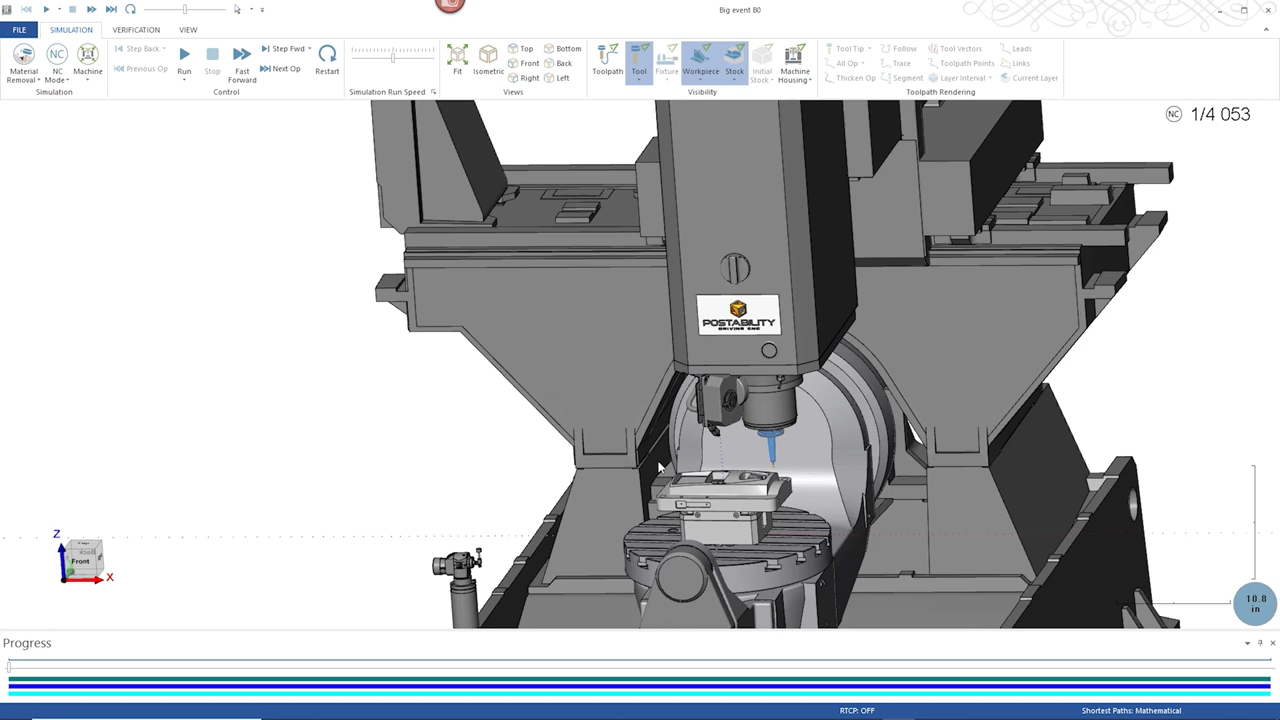 Big event B0
FILE
SIMULATION
VERIFICATION
VIEW
Material Removal
NC
NC Mode
Machine
Simulation
Step Back
Previous Op
Run
Stop
Fast Forward
Step Fwd
Next Op
Restart
Control
Simulation Run Speed
Fit
Isometric
Top
Front
Right
Bottom
Back
Left
Views
Toolpath
Tool
Fixture
Workpiece
Stock
Initial Stock
Machine Housing
Visibility
Tool Tip
All Op
Thicken Op
Follow
Trace
Segment
Tool Vectors
Toolpath Points
Layer Interval
Leads
Links
Current Layer
Toolpath Rendering
NC 1/4 053
POSTABILITY
DRIVING CNC
Z
Front
X
10.8
in
Progress
RTCP: OFF
Shortest Paths: Mathematical